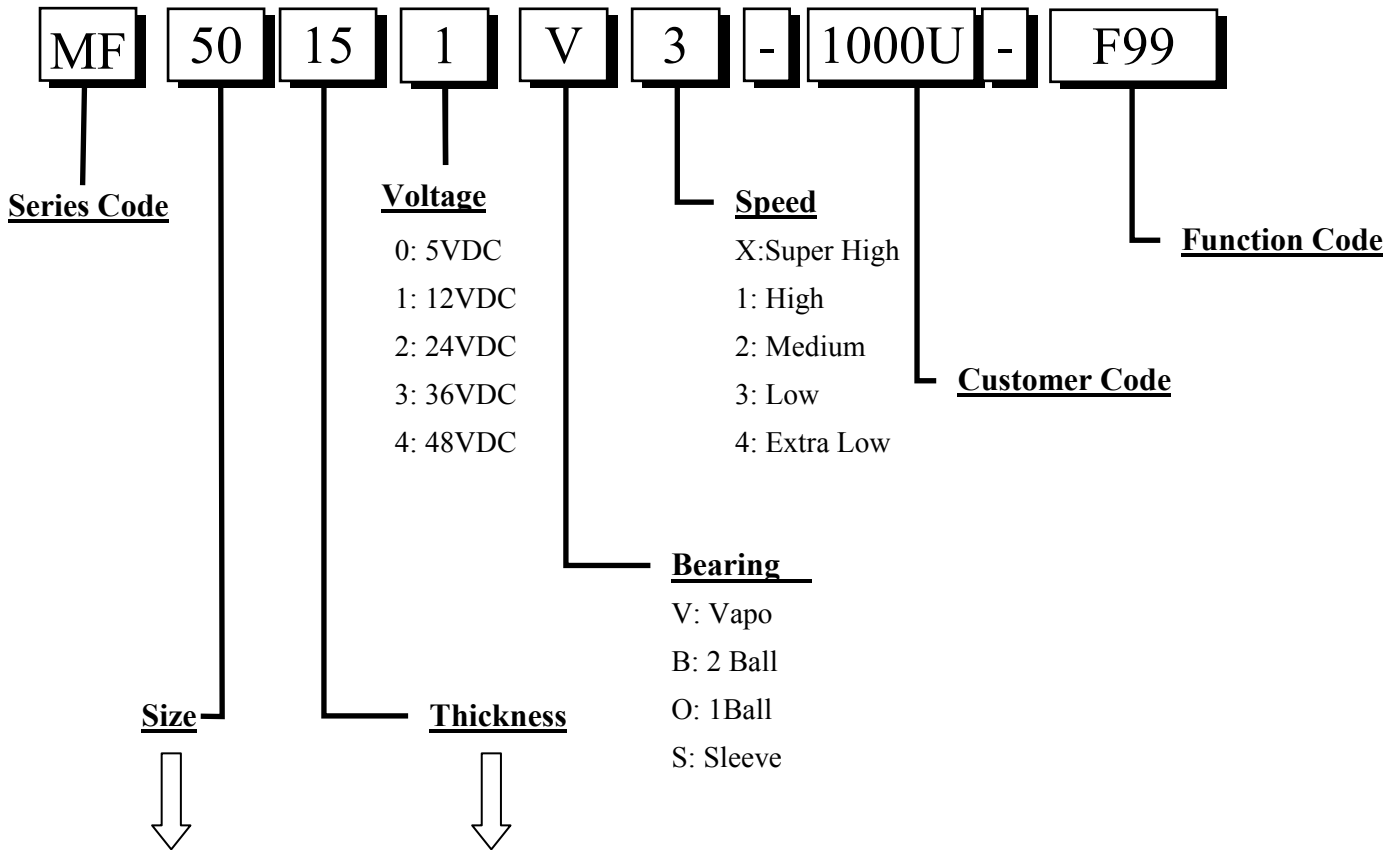 MF 50 15 1 V 3 - 1000U - F99
Series Code
Voltage
0: 5VDC
1: 12VDC
2: 24VDC
3: 36VDC
4: 48VDC
Speed
X:Super High
1: High
2: Medium
3: Low
4: Extra Low
Function Code
Customer Code
Bearing
V: Vapo
B: 2 Ball
O: 1Ball
S: Sleeve
Size
Thickness